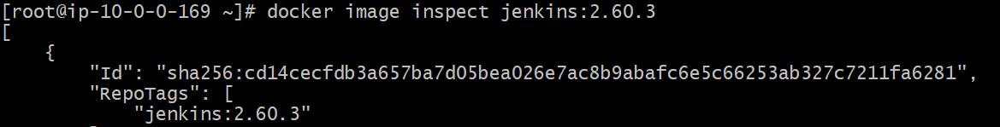 [root@ip-10-0-0-169 ~]# docker image inspect jenkins:2.60.3
[
    {
        "Id": "sha256:cd14cecfdb3a657ba7d05bea026e7ac8b9abafc6e5c66253ab327c7211fa6281",
        "RepoTags": [
            "jenkins:2.60.3"